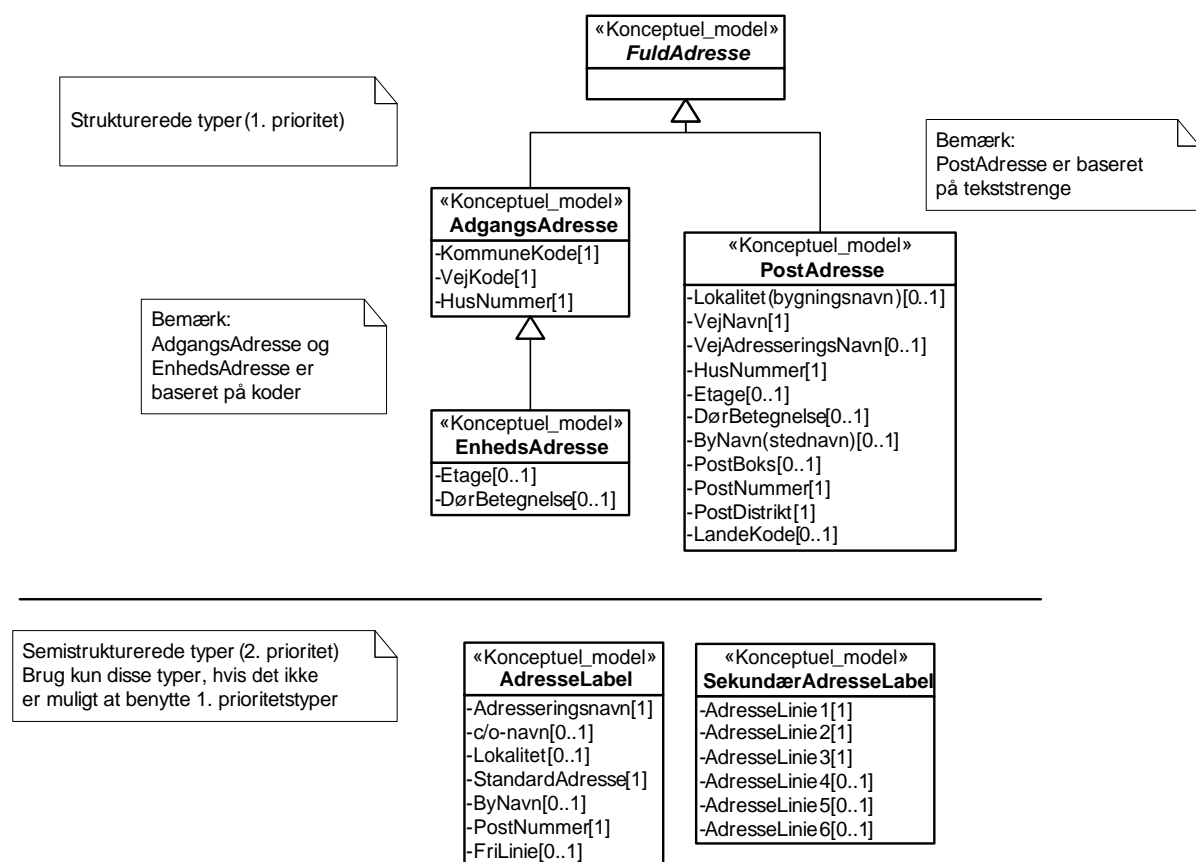 «Konceptuel_model»
FuldAdresse
Strukturerede typer (1. prioritet)
Bemærk:
PostAdresse er baseret
på tekststrenge
«Konceptuel_model»
AdgangsAdresse
-KommuneKode[1]
-VejKode[1]
-HusNummer[1]
«Konceptuel_model»
PostAdresse
-Lokalitet(bygningsnavn)[0..1]
-VejNavn[1]
-VejAdresseringsNavn[0..1]
-HusNummer[1]
-Etage[0..1]
-DørBetegnelse[0..1]
-ByNavn(stednavn)[0..1]
-PostBoks[0..1]
-PostNummer[1]
-PostDistrikt[1]
-LandeKode[0..1]
Bemærk:
AdgangsAdresse og
EnhedsAdresse er
baseret på koder
«Konceptuel_model»
EnhedsAdresse
-Etage[0..1]
-DørBetegnelse[0..1]
Semistrukturerede typer (2. prioritet)
Brug kun disse typer, hvis det ikke
er muligt at benytte 1. prioritetstyper
«Konceptuel_model»
AdresseLabel
-Adresseringsnavn[1]
-c/o-navn[0..1]
-Lokalitet[0..1]
-StandardAdresse[1]
-ByNavn[0..1]
-PostNummer[1]
-FriLinie[0..1]
«Konceptuel_model»
SekundærAdresseLabel
-AdresseLinie1[1]
-AdresseLinie2[1]
-AdresseLinie3[1]
-AdresseLinie4[0..1]
-AdresseLinie5[0..1]
-AdresseLinie6[0..1]